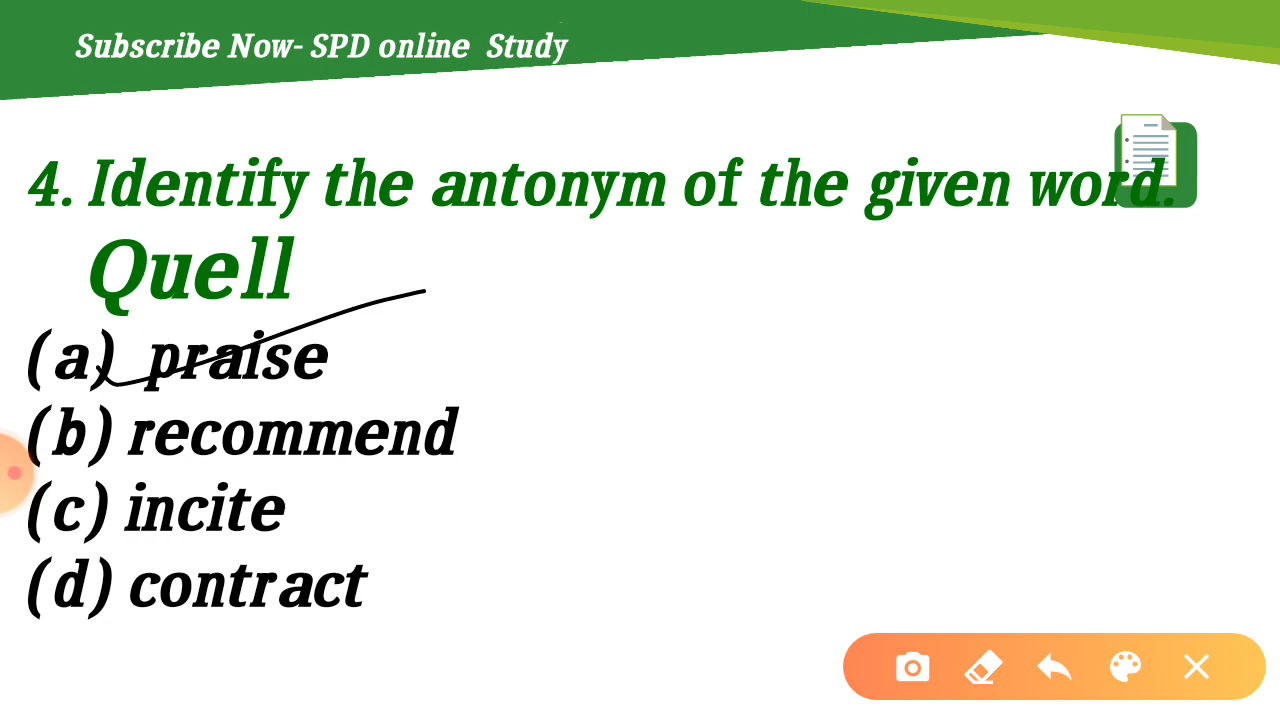 Subscribe Now- SPD online Study
4. Identify the antonym of the given word.
Quell
(a) praise
(b) recommend
(c) incite
(d) contract